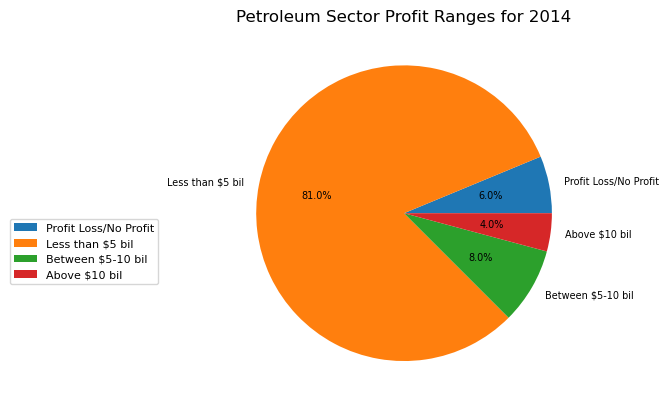 Petroleum Sector Profit Ranges for 2014
Less than $5 bil
81.0%
6.0%
Profit Loss/No Profit
4.0%
Above $10 bil
8.0%
Between $5-10 bil
Profit Loss/No Profit
Less than $5 bil
Between $5-10 bil
Above $10 bil